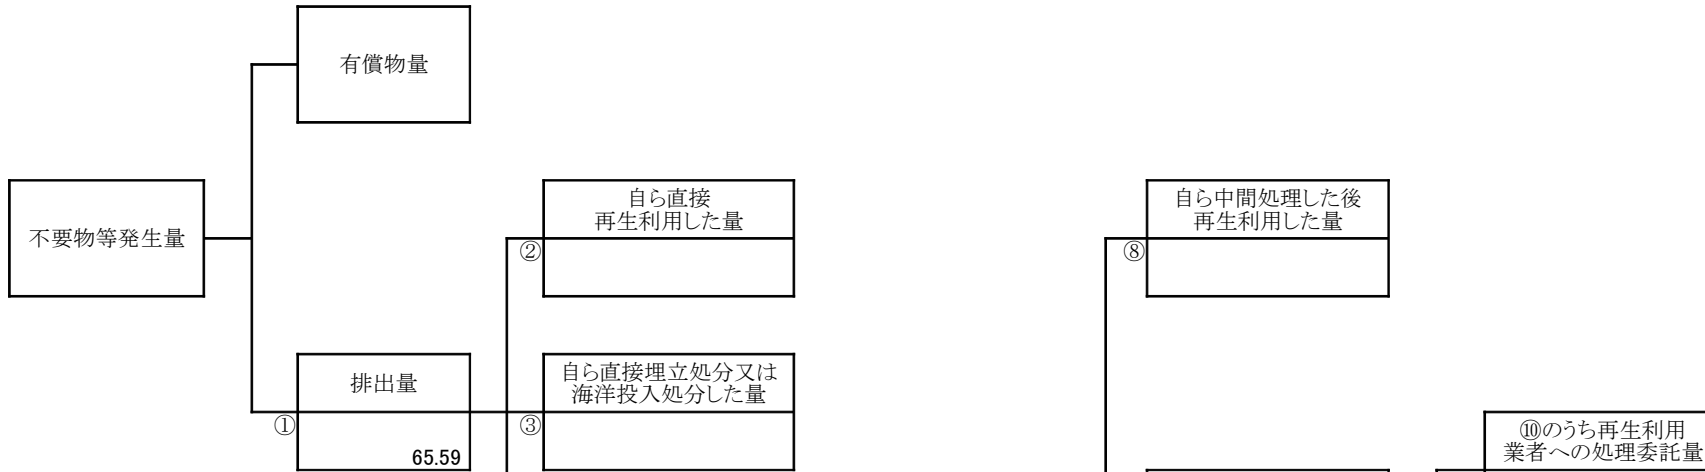 有償物量
不要物等発生量
自ら直接
再生利用した量
②
自ら中間処理した後
再生利用した量
⑧
排出量
①
65.59
自ら直接埋立処分又は
海洋投入処分した量
③
⑩のうち再生利用
業者への処理委託量